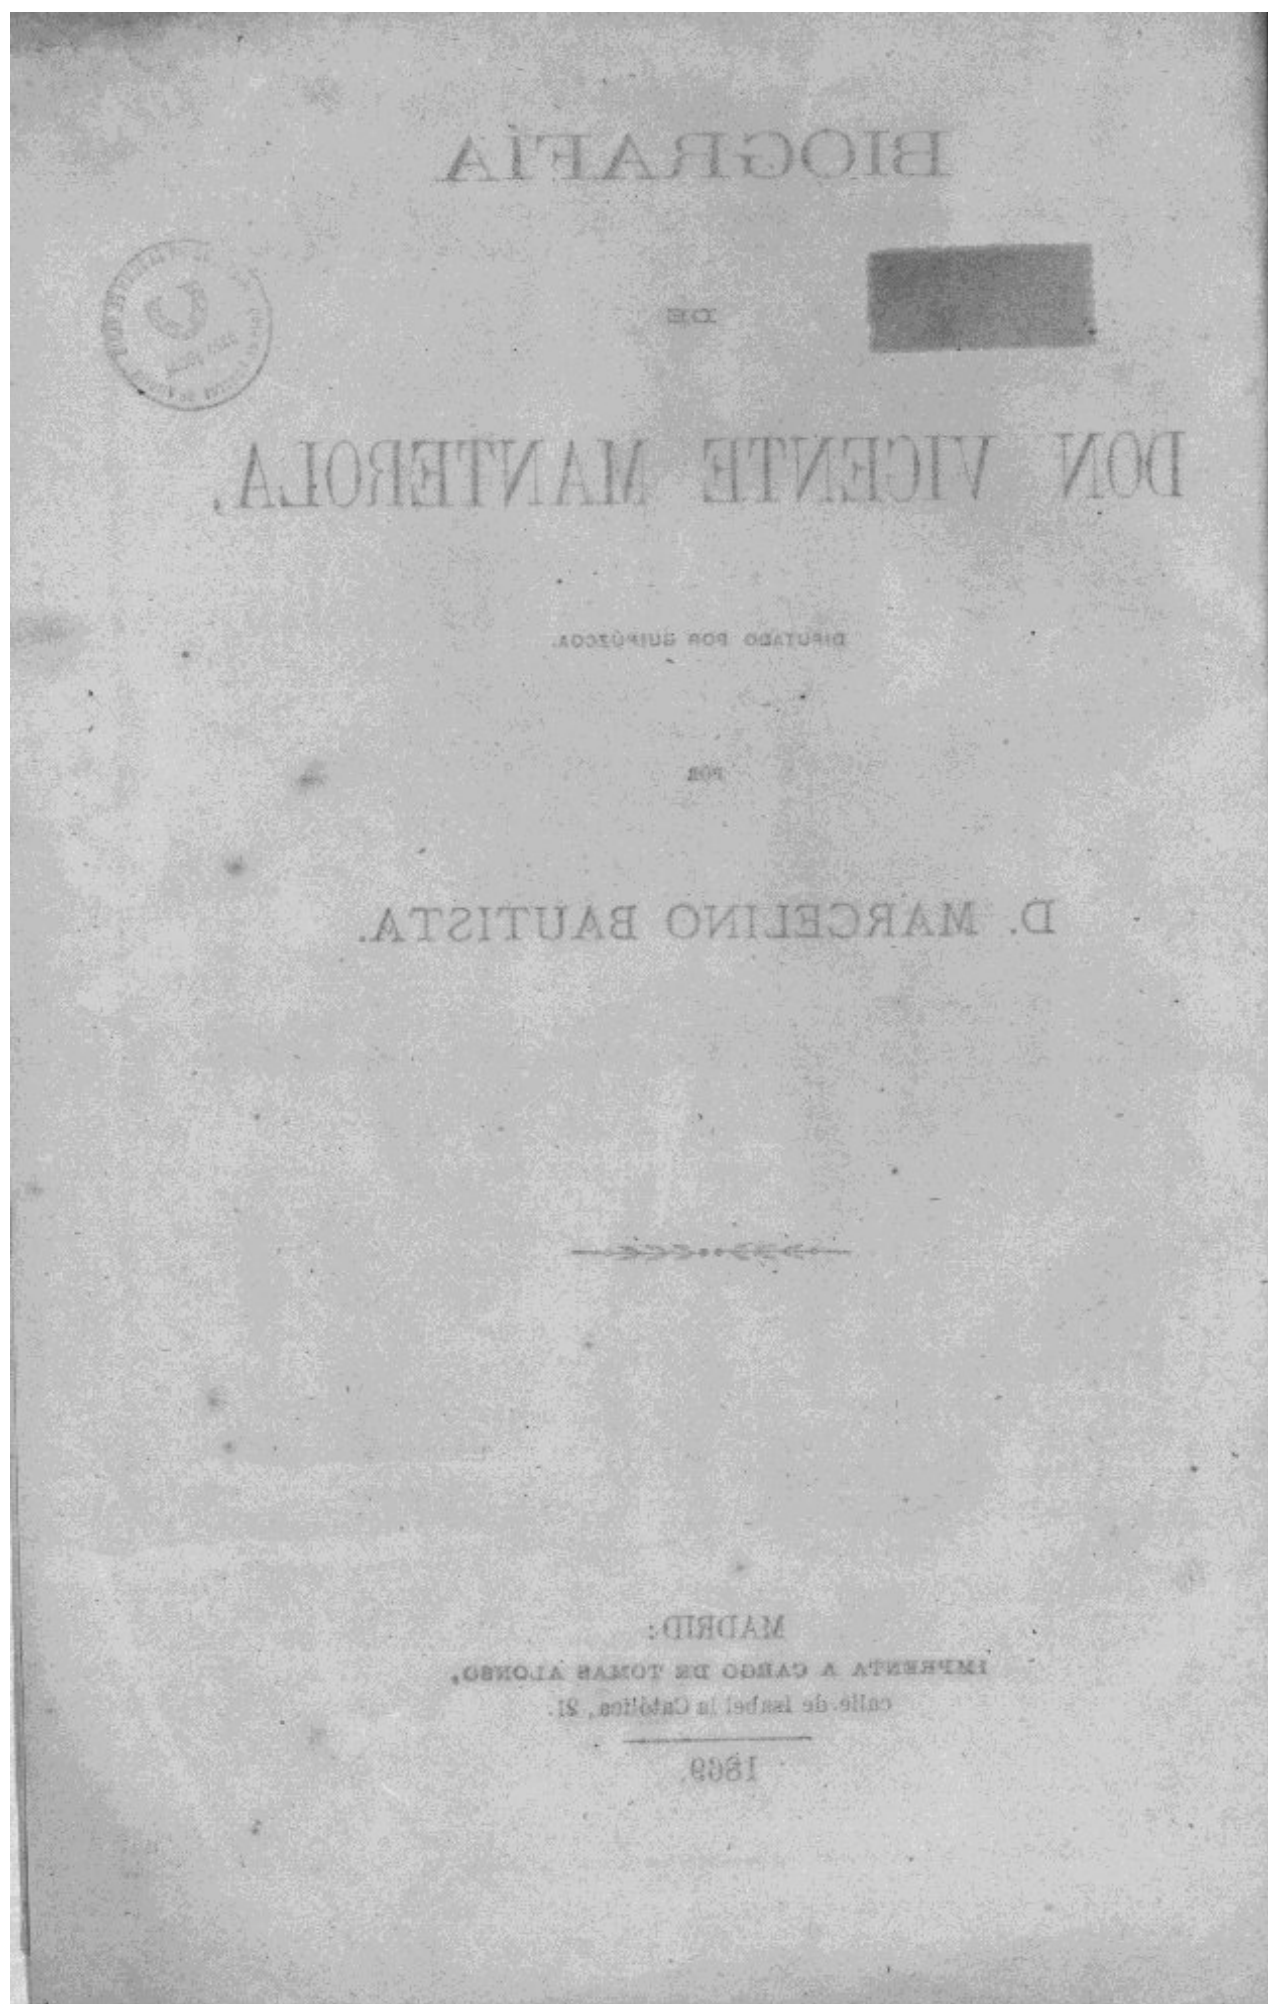 BIOGRAFÍA
DE
DON VICENTE MANTEROLA,
DIPUTADO POR GUIPÚZCOA.
POR
D. MARCELINO BAUTISTA.
MADRID:
IMPRENTA A CARGO DE TOMAS ALONSO,
calle de Isabel la Católica, 21.
1869.